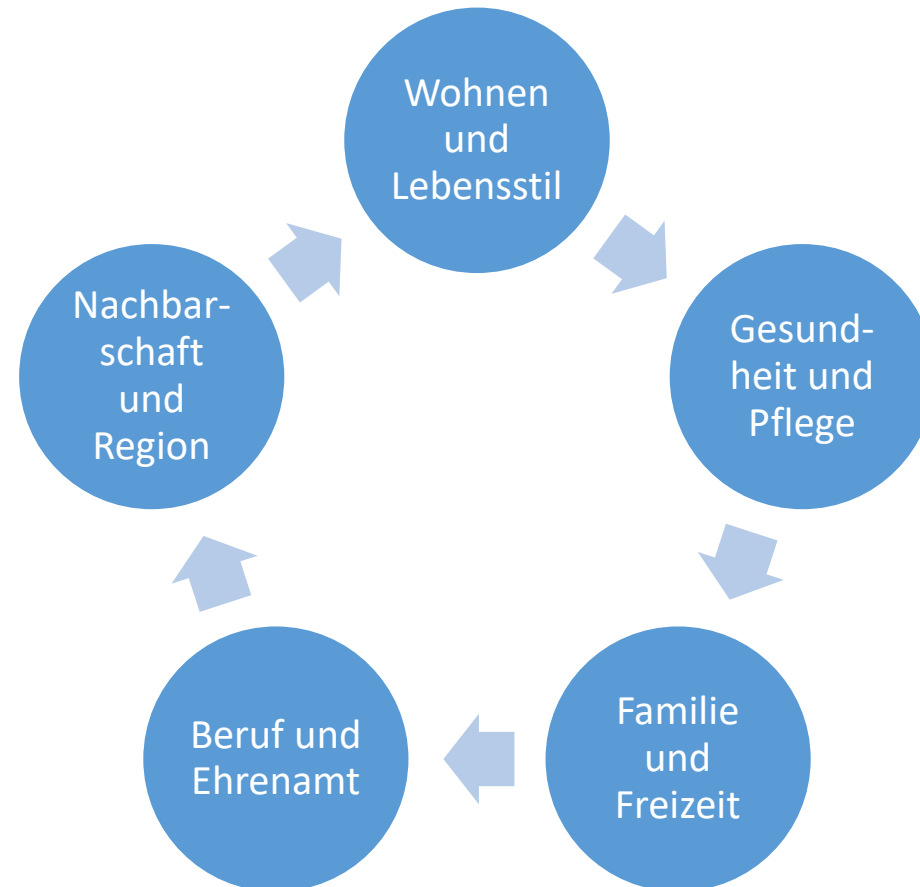 Wohnen
und
Lebensstil
Gesund-
heit und
Pflege
Familie
und
Freizeit
Beruf und
Ehrenamt
Nachbar-
schaft
und
Region